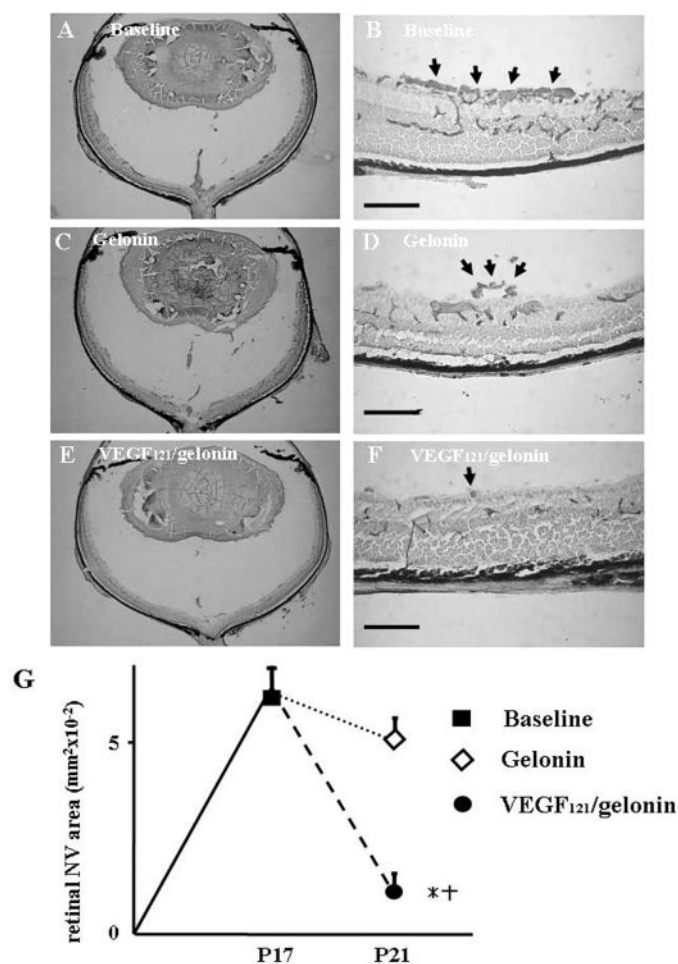 A Baseline
B Baseline
C Gelonin
D Gelonin
E VEGF₁₂₁/gelonin
F VEGF₁₂₁/gelonin
G
retinal NV area (mm²x10⁻²)
5
0
P17 P21
■ Baseline
◇ Gelonin
● VEGF₁₂₁/gelonin
*†